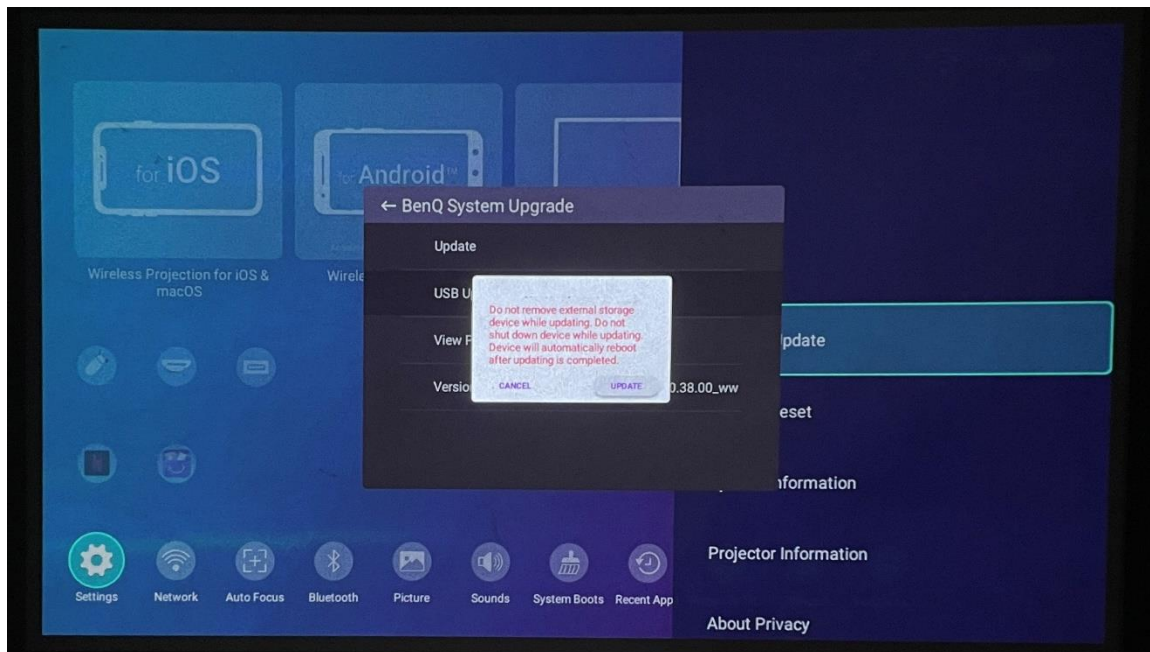 for iOS
for Android™
← BenQ System Upgrade
Update
Wireless Projection for iOS &
macOS
Wirele
USB U
Do not remove external storage
device while updating. Do not
shut down device while updating.
Device will automatically reboot
after updating is completed.
CANCEL
UPDATE
View F
Versio
0.38.00_ww
pdate
eset
nformation
Projector Information
About Privacy
Settings
Network
Auto Focus
Bluetooth
Picture
Sounds
System Boots
Recent App